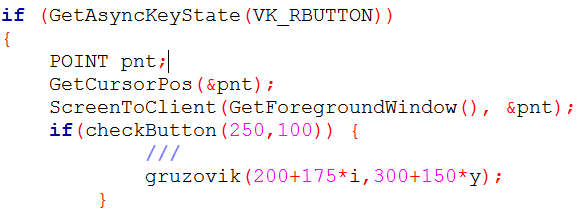 if (GetAsyncKeyState(VK_RBUTTON))
{
POINT pnt;
GetCursorPos(&pnt);
ScreenToClient(GetForegroundWindow(), &pnt);
if(checkButton(250,100)) {
///
gruzovik(200+175*i,300+150*y);
}